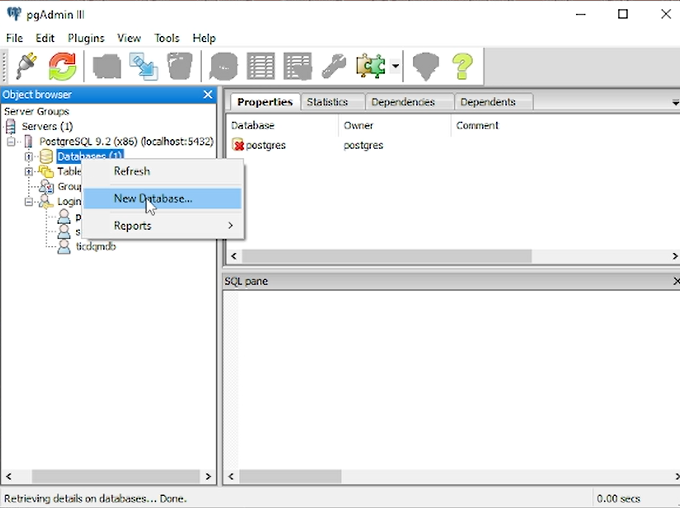 pgAdmin III
File Edit Plugins View Tools Help
Object browser
Server Groups
Servers (1)
PostgreSQL 9.2 (x86) (localhost:5432)
Databases (1)
Table
Group
Login
p
s
ticdqmdb
Refresh
New Database...
Reports
Properties Statistics Dependencies Dependents
Database Owner Comment
postgres postgres
SQL pane
Retrieving details on databases... Done.
0.00 secs